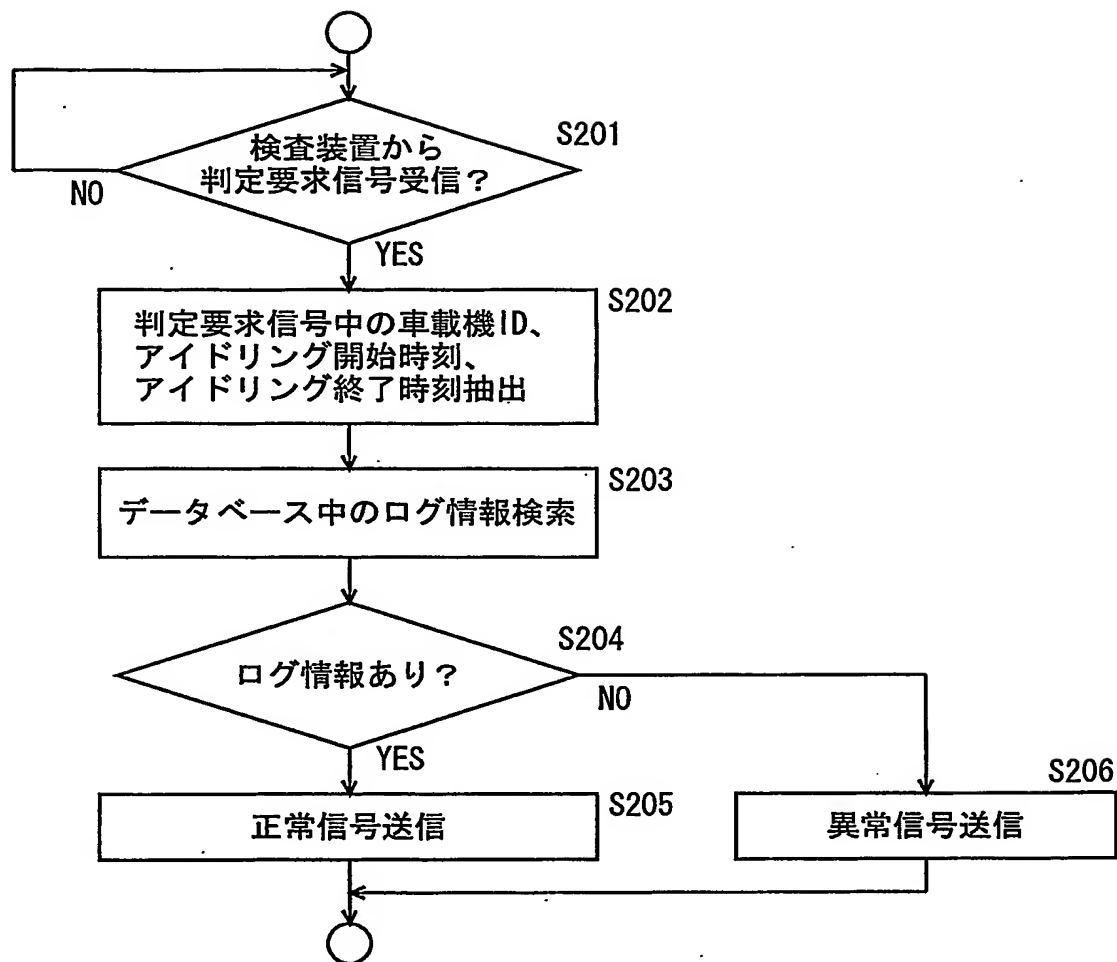 検査装置から
判定要求信号受信？
S201
NO
YES
S202
判定要求信号中の車載機ID、
アイドリング開始時刻、
アイドリング終了時刻抽出
S203
データベース中のログ情報検索
S204
ログ情報あり？
NO
YES
S205
正常信号送信
S206
異常信号送信